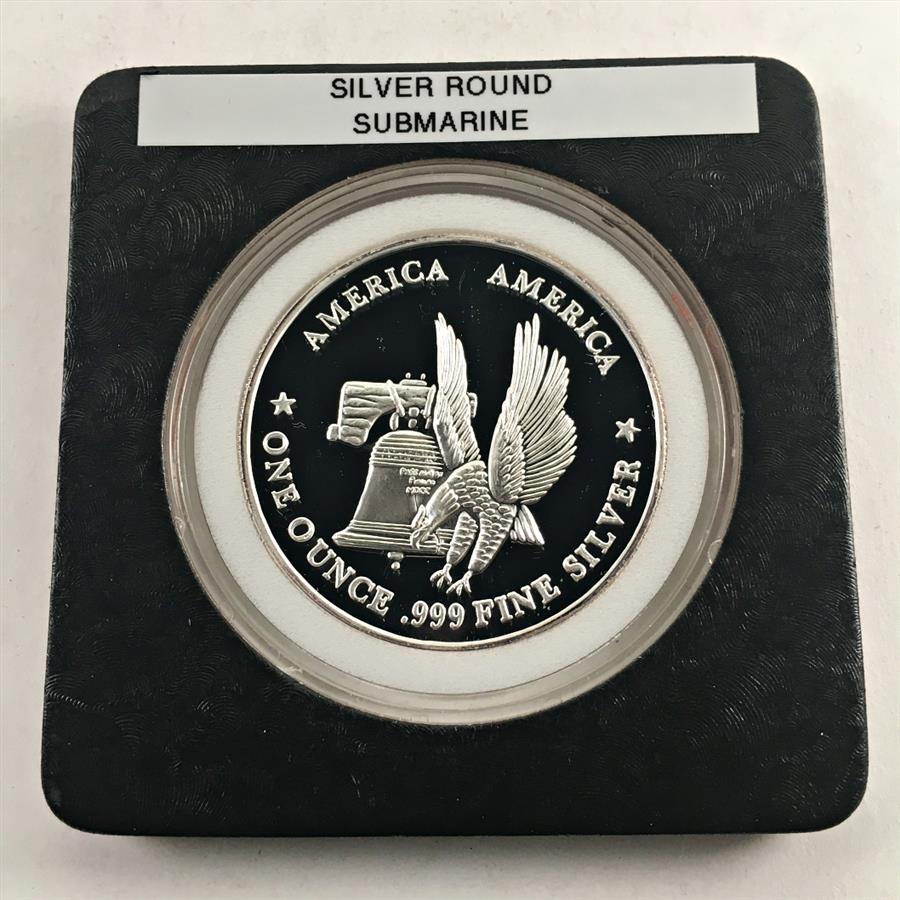 SILVER ROUND
SUBMARINE
AMERICA AMERICA
ONE OUNCE .999 FINE SILVER